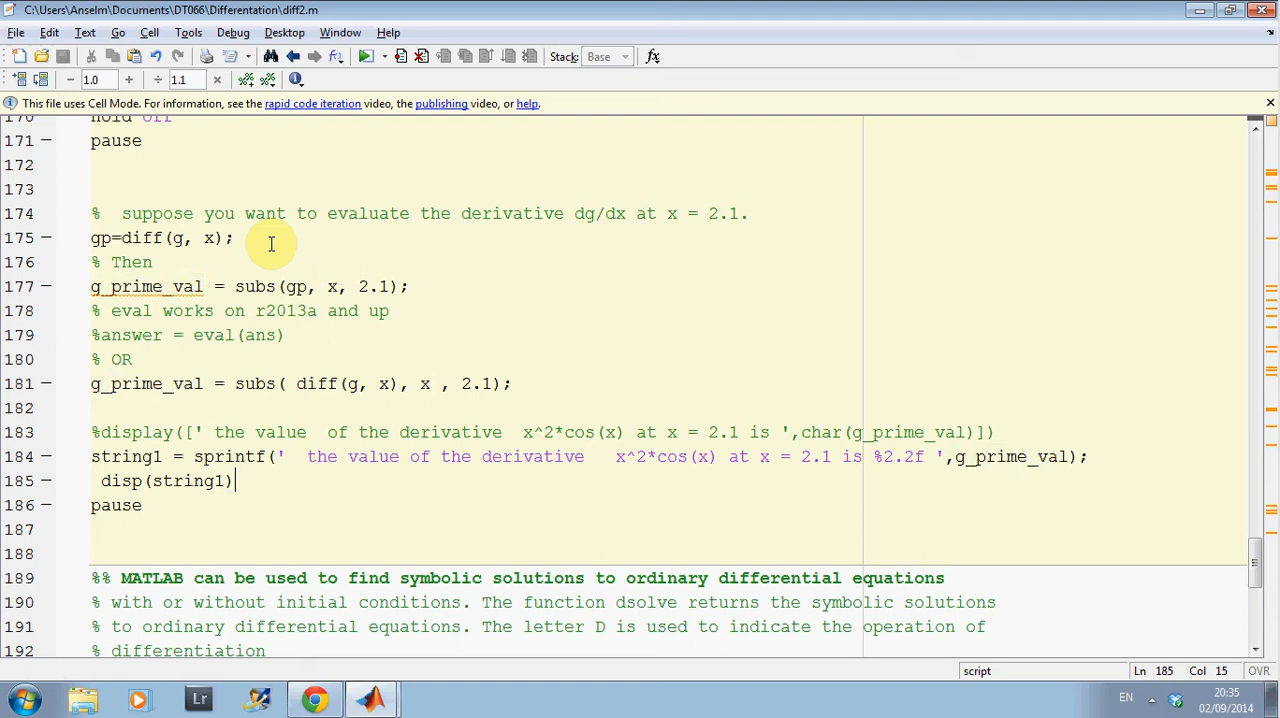 C:\Users\Anselm\Documents\DT066\Differentation\diff2.m
File Edit Text Go Cell Tools Debug Desktop Window Help
Stack: Base fx
1.0 1.1
This file uses Cell Mode. For information, see the rapid code iteration video, the publishing video, or help.
170 hold off
171 pause
172
173
174 % suppose you want to evaluate the derivative dg/dx at x = 2.1.
175 gp=diff(g, x);
176 % Then
177 g_prime_val = subs(gp, x, 2.1);
178 % eval works on r2013a and up
179 %answer = eval(ans)
180 % OR
181 g_prime_val = subs( diff(g, x), x , 2.1);
182
183 %display([' the value  of the derivative  x^2*cos(x) at x = 2.1 is ',char(g_prime_val)])
184 string1 = sprintf('  the value of the derivative   x^2*cos(x) at x = 2.1 is %2.2f ',g_prime_val);
185  disp(string1)
186 pause
187
188
189 %% MATLAB can be used to find symbolic solutions to ordinary differential equations
190 % with or without initial conditions. The function dsolve returns the symbolic solutions
191 % to ordinary differential equations. The letter D is used to indicate the operation of
192 % differentiation
script Ln 185 Col 15 OVR
Lr EN 20:35
02/09/2014